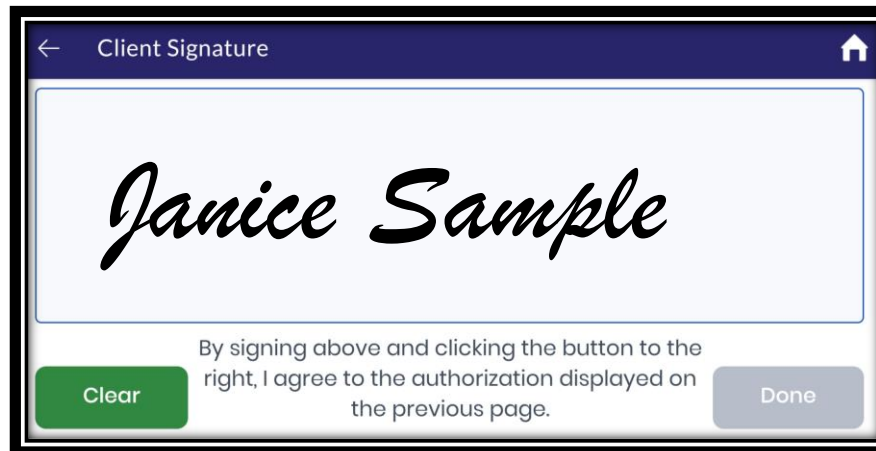 Client Signature
Janice Sample
By signing above and clicking the button to the
right, I agree to the authorization displayed on
the previous page.
Clear
Done